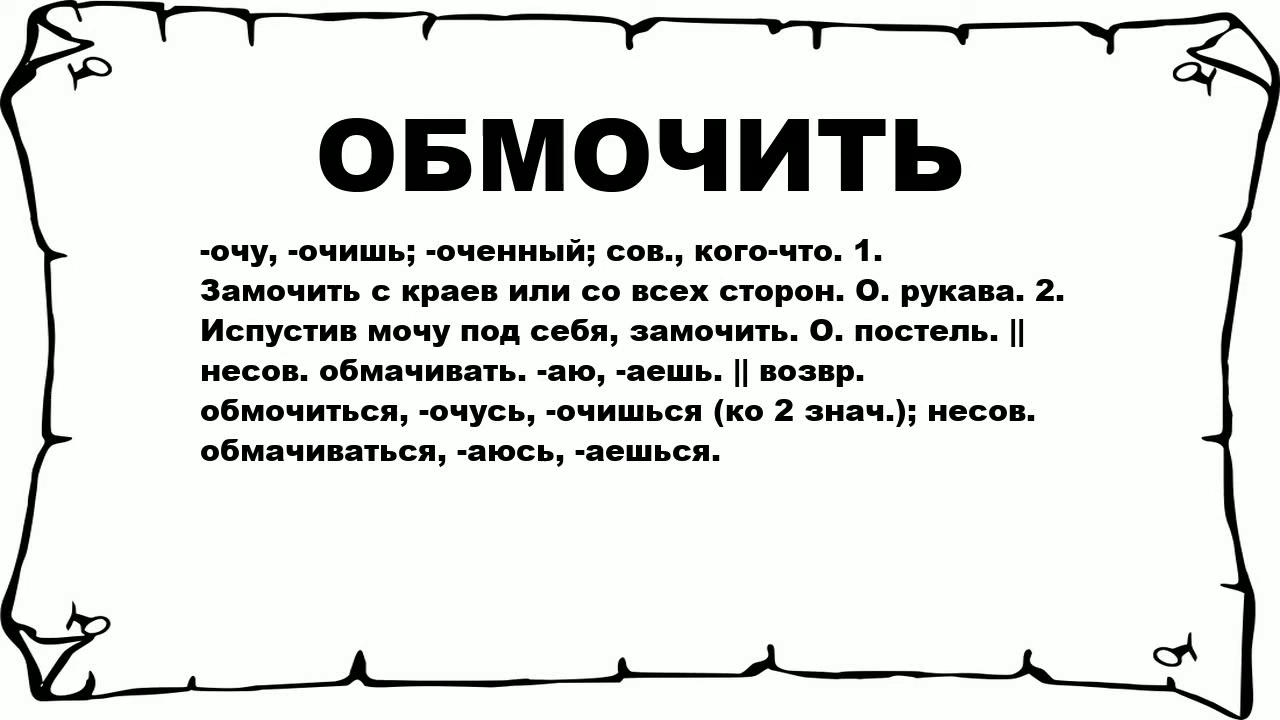 ОБМОЧИТЬ
-очу, -очишь; -оченный; сов., кого-что. 1.
Замочить с краев или со всех сторон. О. рукава. 2.
Испустив мочу под себя, замочить. О. постель. ||
несов. обмачивать. -аю, -аешь. || возвр.
обмочиться, -очусь, -очишься (ко 2 знач.); несов.
обмачиваться, -аюсь, -аешься.